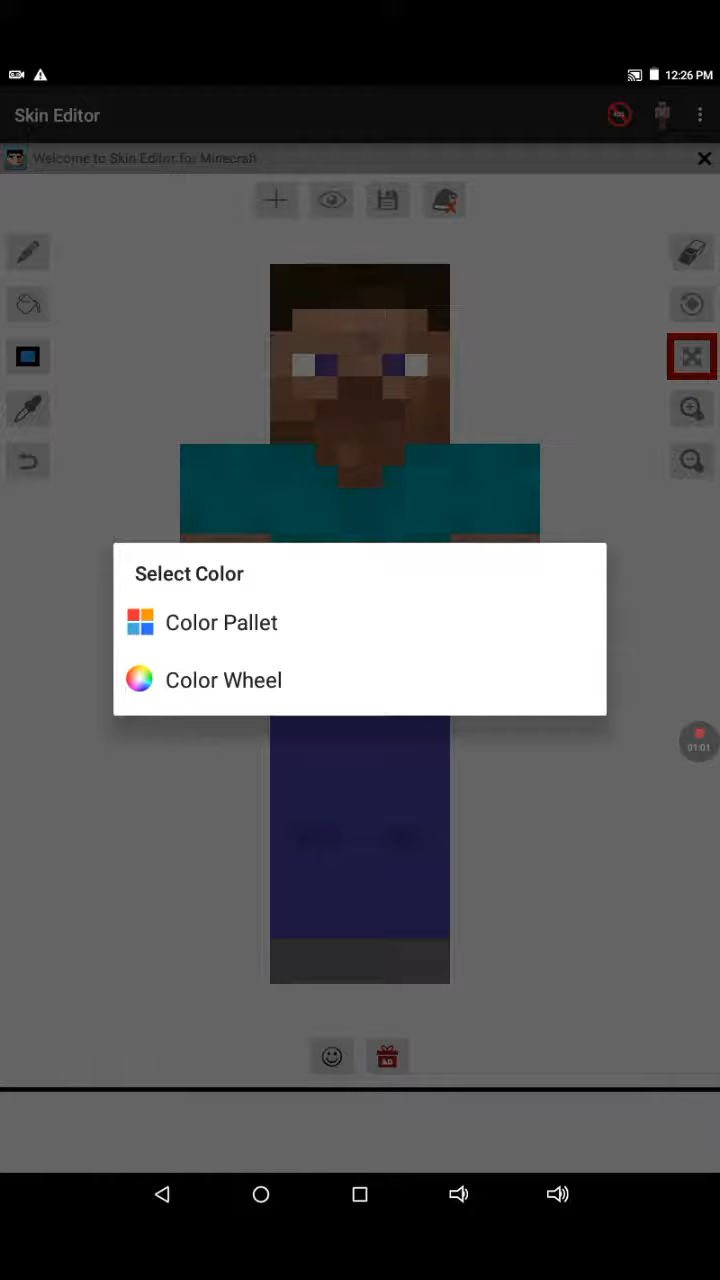 12:26 PM
Skin Editor
Welcome to Skin Editor for Minecraft
Select Color
Color Pallet
Color Wheel
01:01
AD